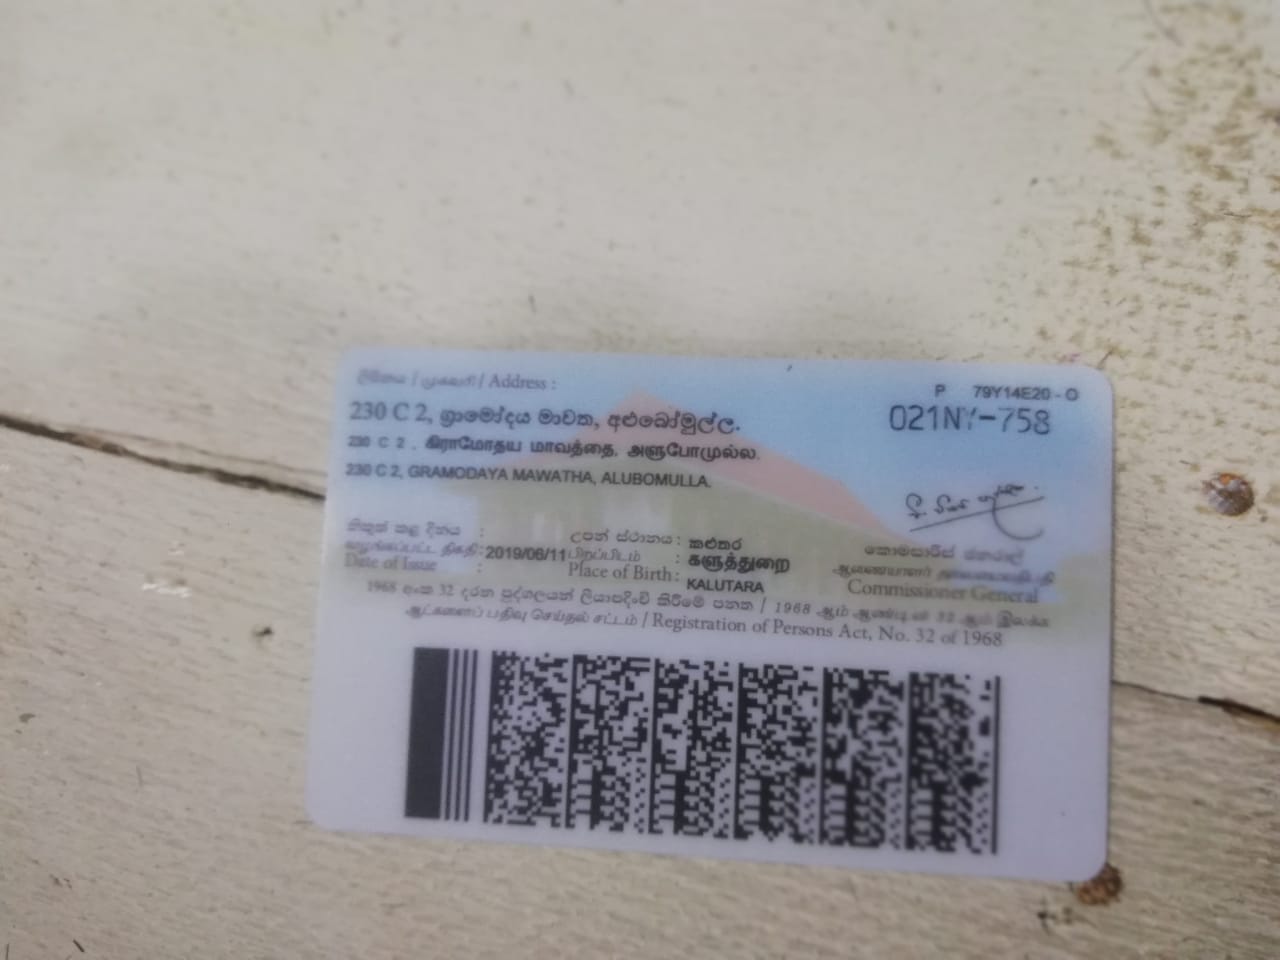 ලිපිනය / முகவரி / Address :
230 C 2, ග්‍රාමෝදය මාවත, අළුබෝමුල්ල.
230 C 2 . கிராமோதய மாவத்தை, அளுபோமுல்ல.
230 C 2, GRAMODAYA MAWATHA, ALUBOMULLA.
P 79Y14E20 - O
021NY-758
නිකුත් කළ දිනය :
வழங்கப்பட்ட திகதி : 2019/06/11
Date of Issue :
උපන් ස්ථානය : කළුතර
பிறப்பிடம் : களுத்துறை
Place of Birth : KALUTARA
කොමසාරිස් ජනරාල්
ஆணையாளர்
Commissioner General
1968 අංක 32 දරන පුද්ගලයන් ලියාපදිංචි කිරීමේ පනත / 1968 ஆம் ஆண்டின் 32 ஆம் இலக்க
ஆட்களைப் பதிவு செய்தல் சட்டம் / Registration of Persons Act, No. 32 of 1968